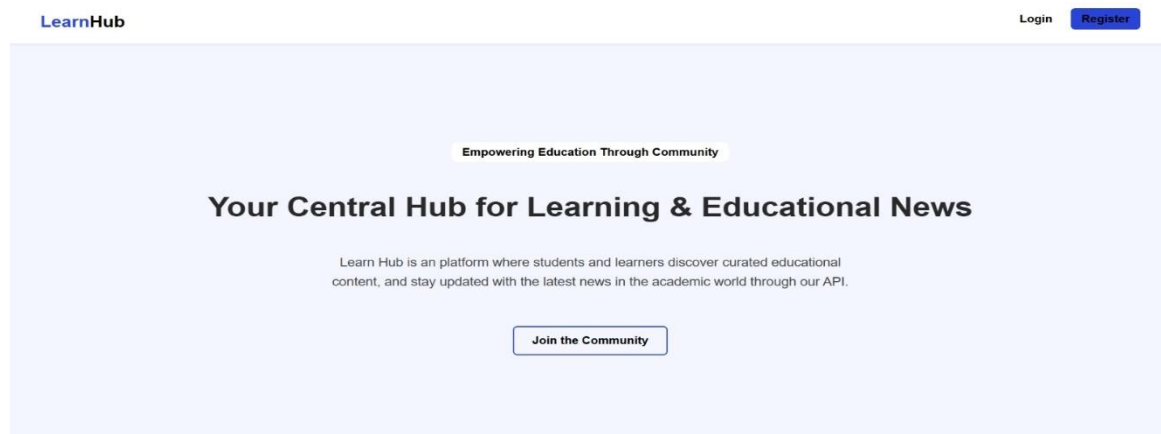 LearnHub
Login
Register
Empowering Education Through Community
Your Central Hub for Learning & Educational News
Learn Hub is an platform where students and learners discover curated educational
content, and stay updated with the latest news in the academic world through our API.
Join the Community